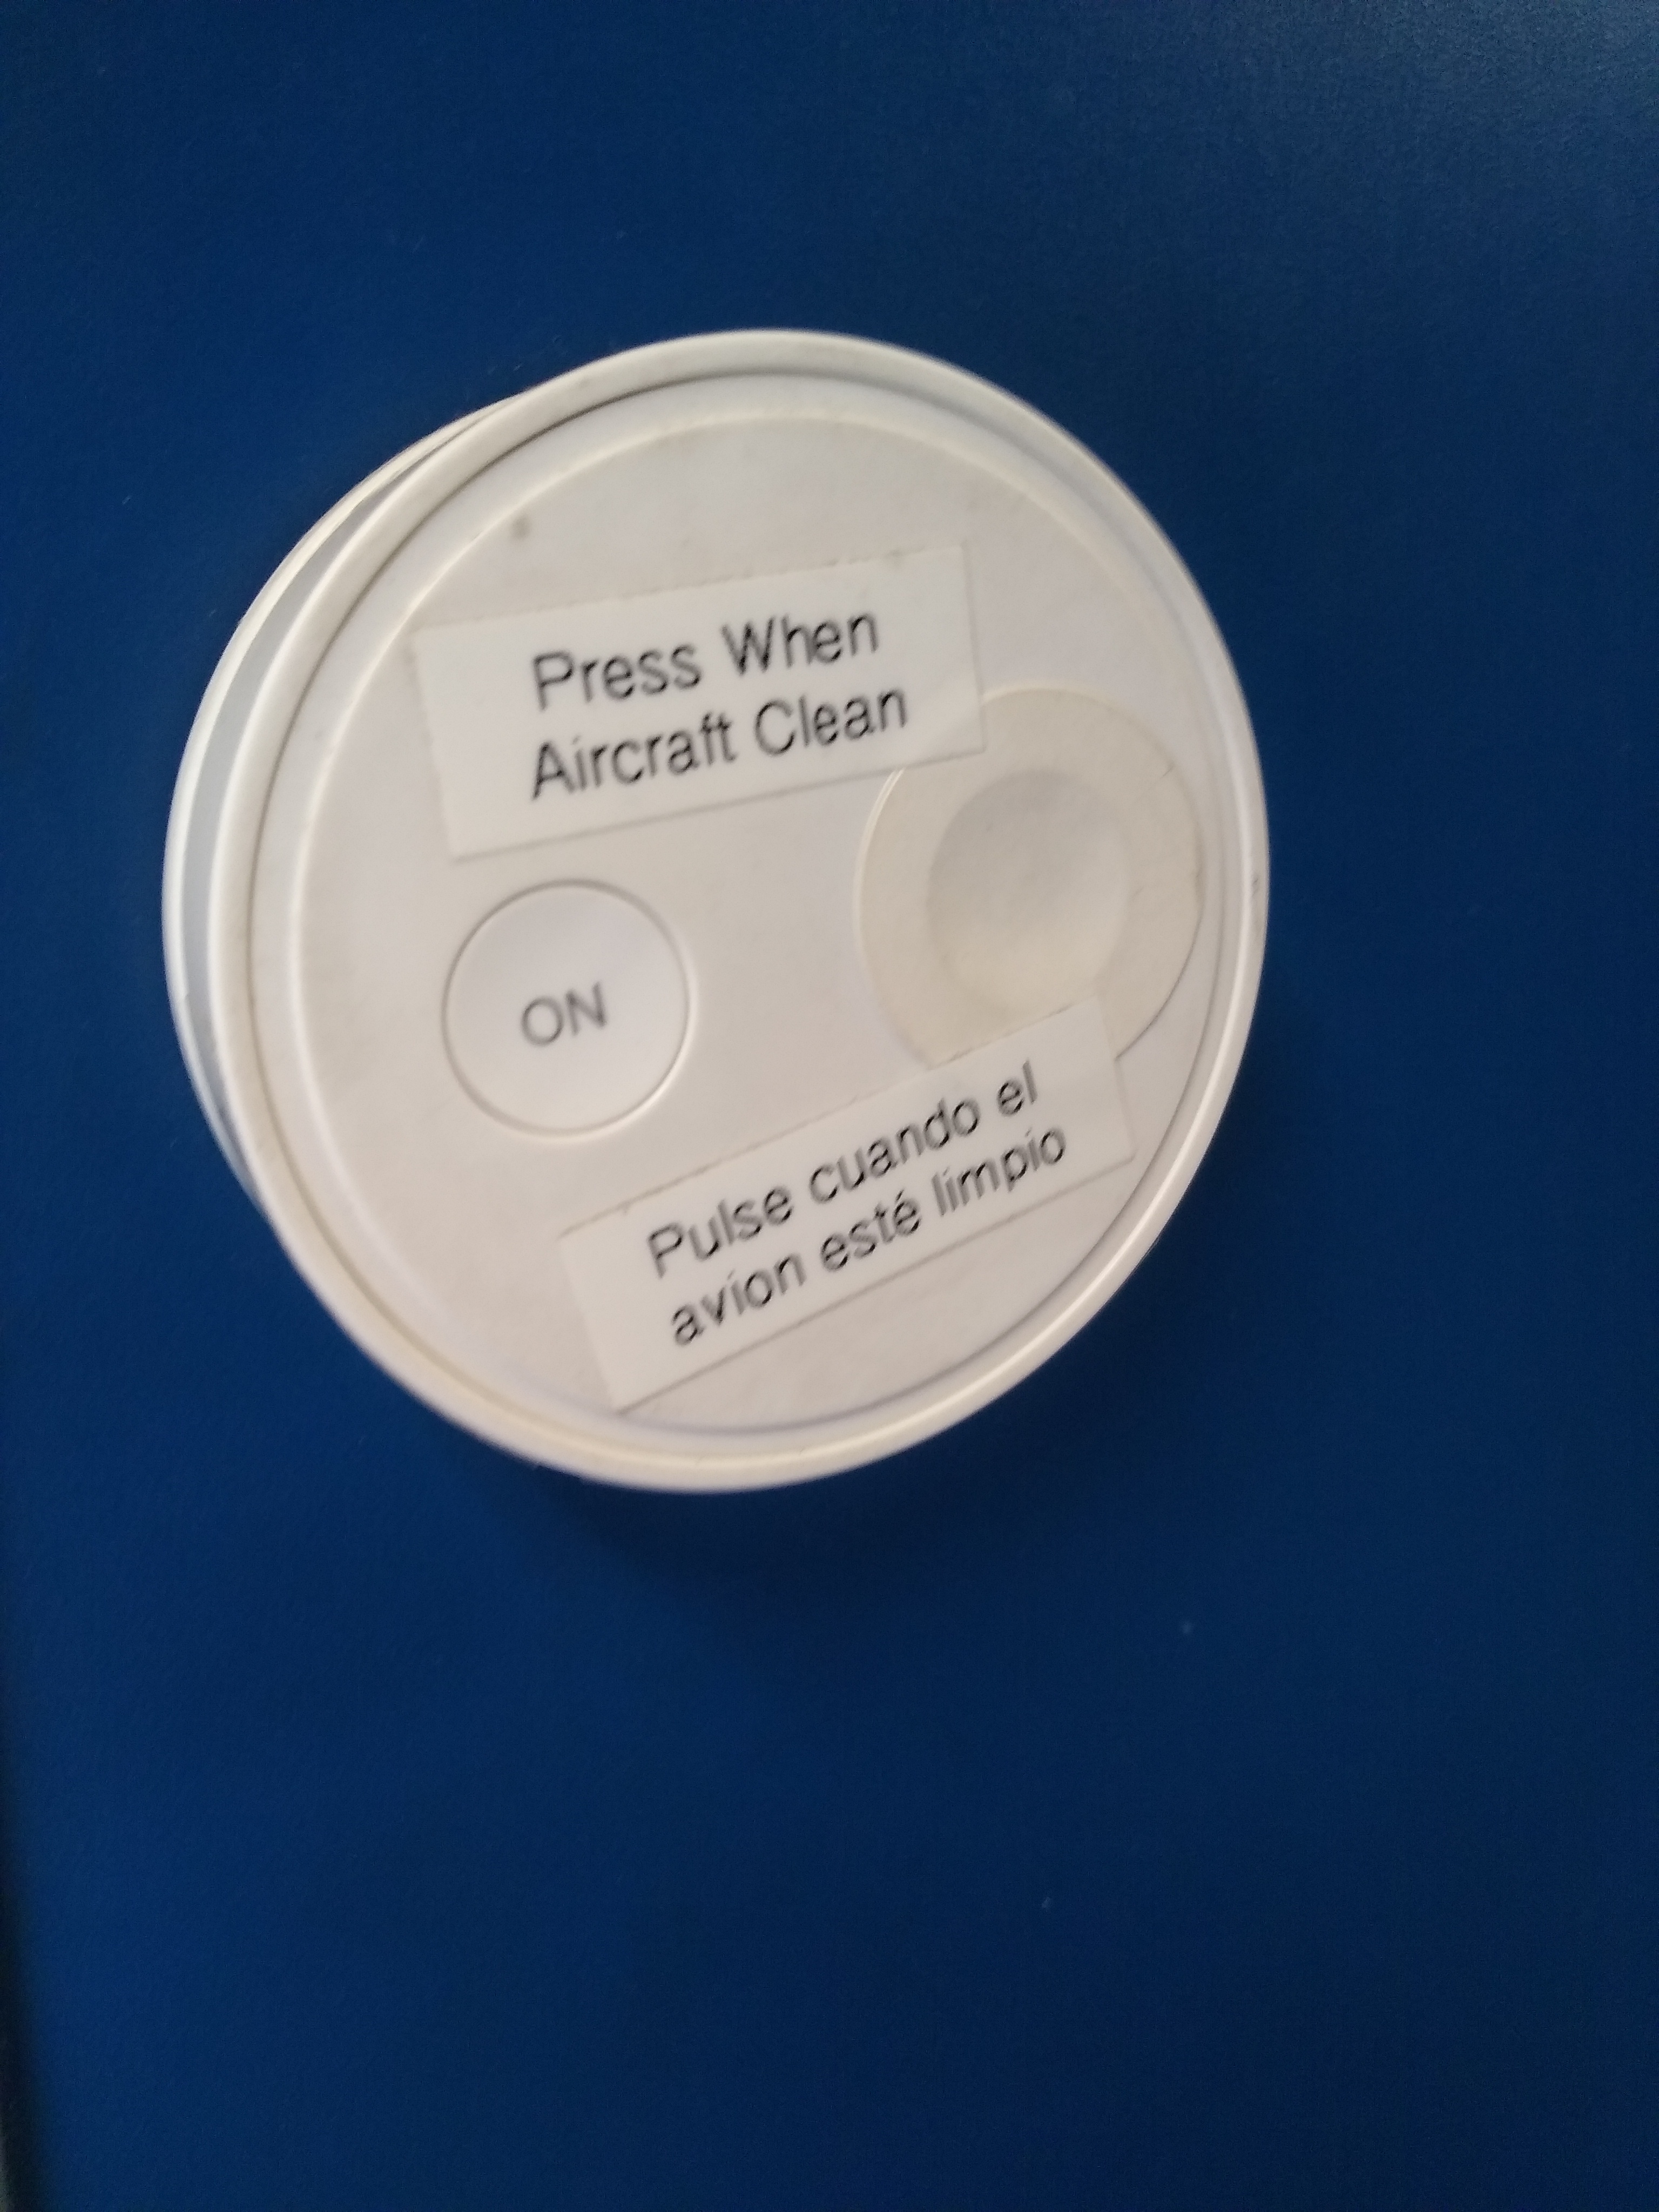 Press When
Aircraft Clean
ON
Pulse cuando el
avion esté limpio